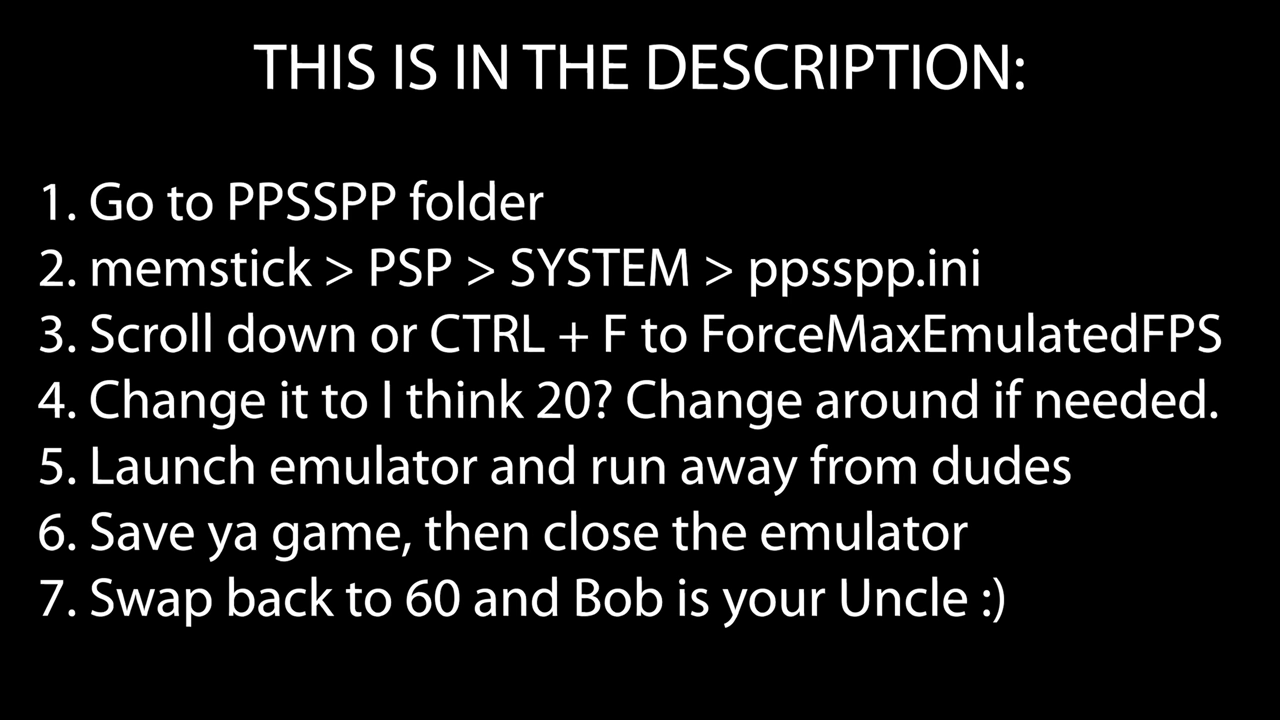 THIS IS IN THE DESCRIPTION:
1. Go to PPSSPP folder
2. memstick > PSP > SYSTEM > ppsspp.ini
3. Scroll down or CTRL + F to ForceMaxEmulatedFPS
4. Change it to I think 20? Change around if needed.
5. Launch emulator and run away from dudes
6. Save ya game, then close the emulator
7. Swap back to 60 and Bob is your Uncle :)